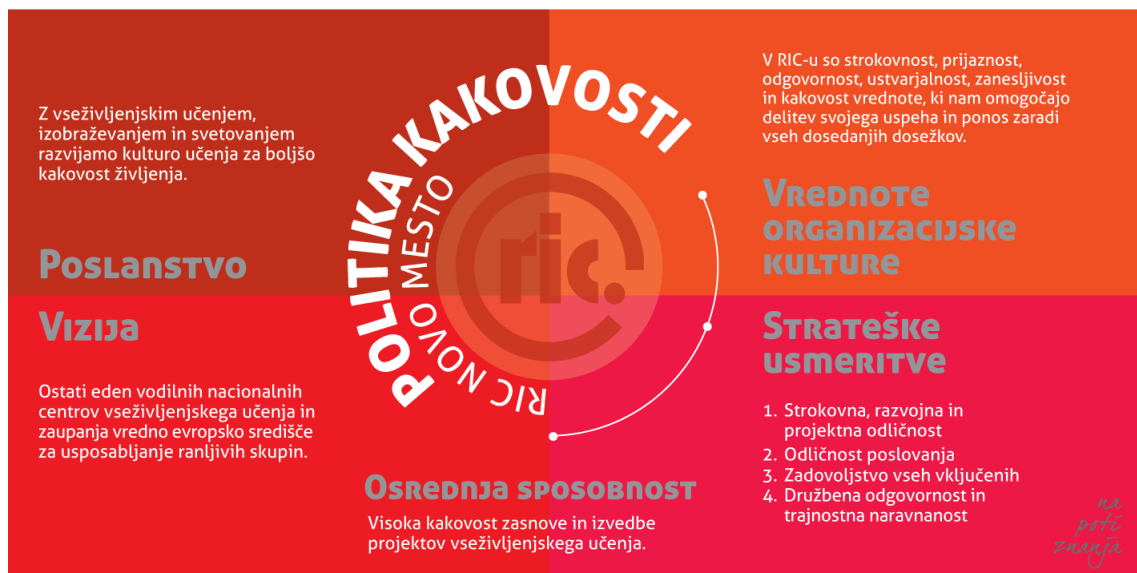 POLITIKA KAKOVOSTI
RIC NOVO MESTO
ric.
Z vseživljenjskim učenjem,
izobraževanjem in svetovanjem
razvijamo kulturo učenja za boljšo
kakovost življenja.
Poslanstvo
V RIC-u so strokovnost, prijaznost,
odgovornost, ustvarjalnost, zanesljivost
in kakovost vrednote, ki nam omogočajo
delitev svojega uspeha in ponos zaradi
vseh dosedanjih dosežkov.
Vrednote
organizacijske
kulture
Vizija
Ostati eden vodilnih nacionalnih
centrov vseživljenjskega učenja in
zaupanja vredno evropsko središče
za usposabljanje ranljivih skupin.
Osrednja sposobnost
Visoka kakovost zasnove in izvedbe
projektov vseživljenjskega učenja.
Strateške
usmeritve
1. Strokovna, razvojna in
projektna odličnost
2. Odličnost poslovanja
3. Zadovoljstvo vseh vključenih
4. Družbena odgovornost in
trajnostna naravnanost
na
poti
znanja